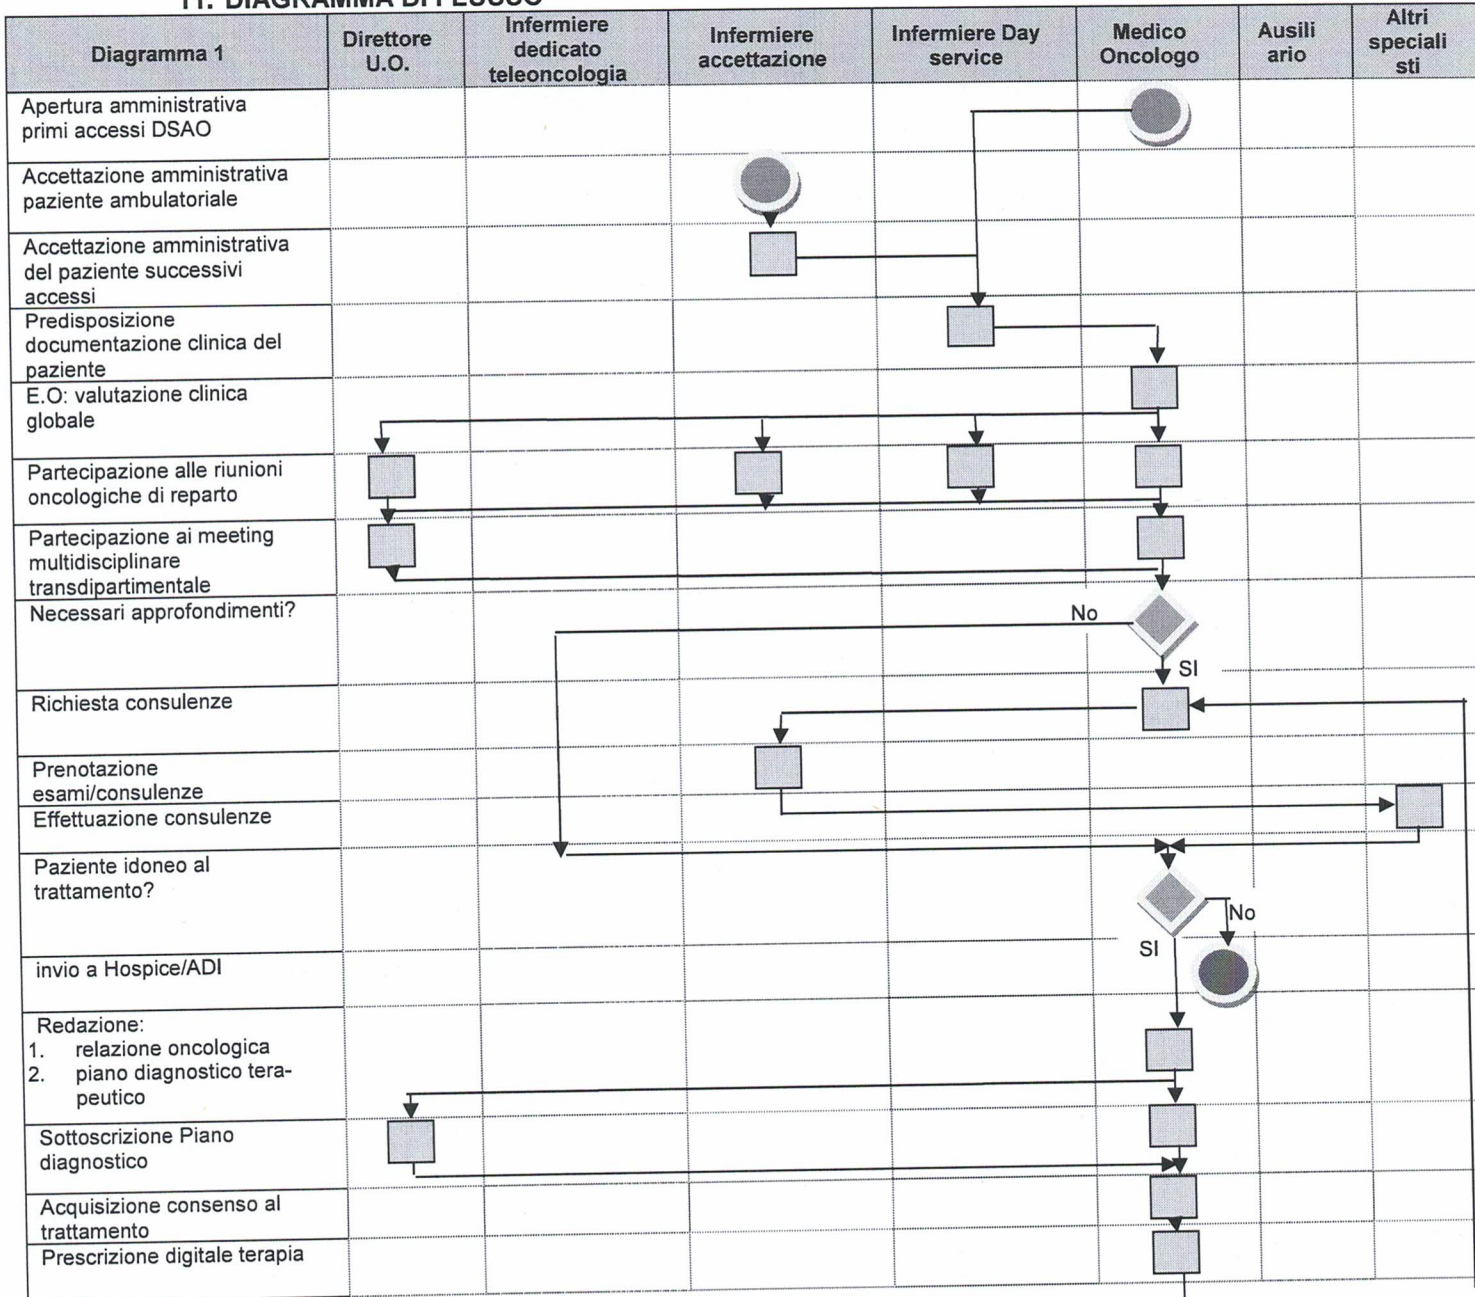 11. DIAGRAMMA DI FLUSSO
Diagramma 1
Direttore
U.O.
Infermiere
dedicato
teleoncologia
Infermiere
accettazione
Infermiere Day
service
Medico
Oncologo
Ausili
ario
Altri
speciali
sti
Apertura amministrativa
primi accessi DSAO
Accettazione amministrativa
paziente ambulatoriale
Accettazione amministrativa
del paziente successivi
accessi
Predisposizione
documentazione clinica del
paziente
E.O: valutazione clinica
globale
Partecipazione alle riunioni
oncologiche di reparto
Partecipazione ai meeting
multidisciplinare
transdipartimentale
Necessari approfondimenti?
No
SI
Richiesta consulenze
Prenotazione
esami/consulenze
Effettuazione consulenze
Paziente idoneo al
trattamento?
No
SI
invio a Hospice/ADI
Redazione:
1. relazione oncologica
2. piano diagnostico tera-
peutico
Sottoscrizione Piano
diagnostico
Acquisizione consenso al
trattamento
Prescrizione digitale terapia